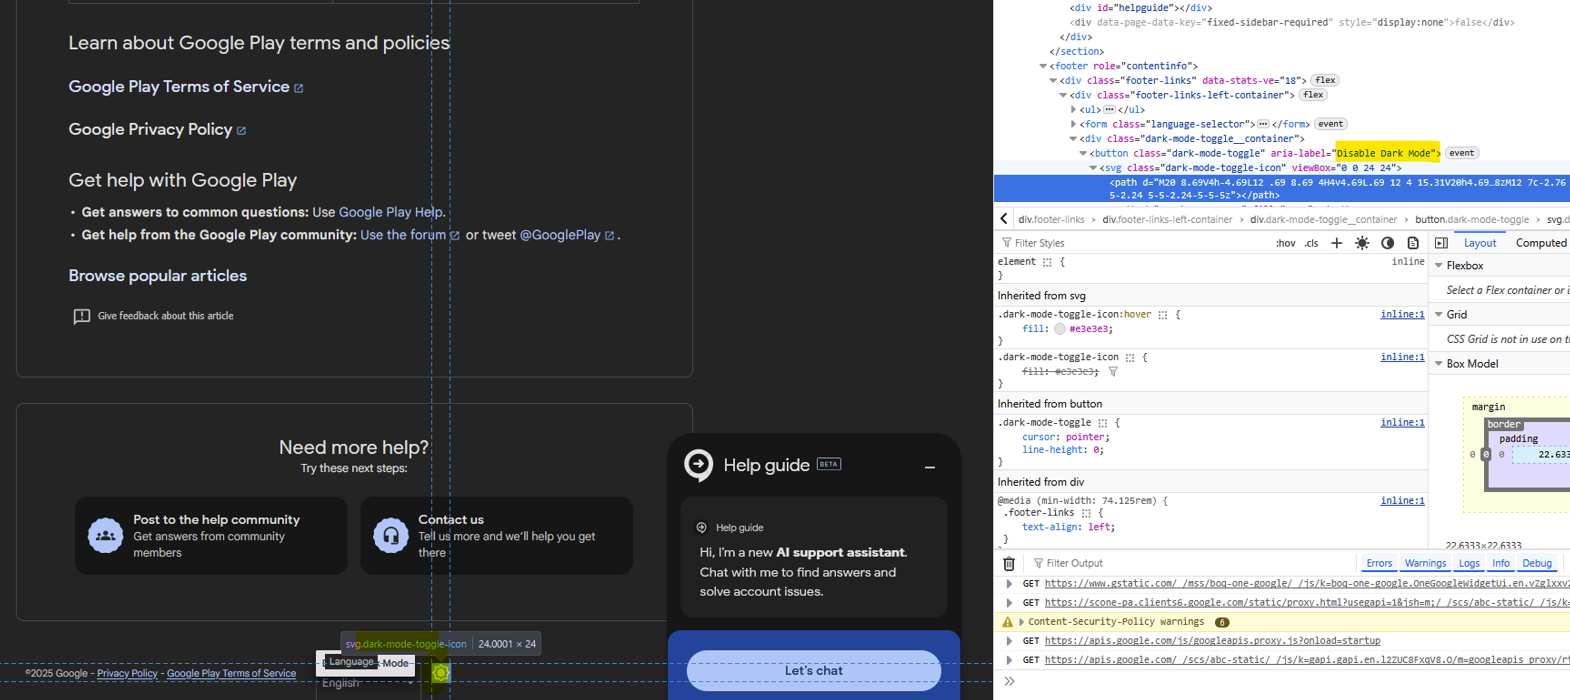 Learn about Google Play terms and policies
Google Play Terms of Service
Google Privacy Policy
Get help with Google Play
• Get answers to common questions: Use Google Play Help.
• Get help from the Google Play community: Use the forum or tweet @GooglePlay .
Browse popular articles
Give feedback about this article
Need more help?
Try these next steps:
Post to the help community
Get answers from community
members
Contact us
Tell us more and we'll help you get
there
svg.dark-mode-toggle-icon 24.0001 × 24
Language
Mode
English
©2025 Google - Privacy Policy - Google Play Terms of Service
Help guide BETA
Help guide
Hi, I'm a new AI support assistant.
Chat with me to find answers and
solve account issues.
Let's chat
<div id="helpguide"></div>
<div data-page-data-key="fixed-sidebar-required" style="display:none">false</div>
</div>
</section>
<footer role="contentinfo">
<div class="footer-links" data-stats-ve="18"> flex
<div class="footer-links-left-container"> flex
<ul>⋯</ul>
<form class="language-selector">⋯</form> event
<div class="dark-mode-toggle__container">
<button class="dark-mode-toggle" aria-label="Disable Dark Mode"> event
<svg class="dark-mode-toggle-icon" viewBox="0 0 24 24">
<path d="M20 8.69V4h-4.69L12 .69 8.69 4H4v4.69L.69 12 4 15.31V20h4.69…8zM12 7c-2.76
5-2.24 5-5-2.24-5-5-5z"></path>
div.footer-links > div.footer-links-left-container > div.dark-mode-toggle__container > button.dark-mode-toggle > svg.d
Filter Styles :hov .cls +
Layout Computed
element {
inline
}
Inherited from svg
.dark-mode-toggle-icon:hover {
inline:1
fill: #e3e3e3;
}
.dark-mode-toggle-icon {
inline:1
fill: #e3e3e3;
}
Inherited from button
.dark-mode-toggle {
inline:1
cursor: pointer;
line-height: 0;
}
Inherited from div
@media (min-width: 74.125rem) {
inline:1
.footer-links {
text-align: left;
}
Flexbox
Select a Flex container or i
Grid
CSS Grid is not in use on t
Box Model
margin
border
padding
0 0 0 22.633
22.6333×22.6333
Filter Output Errors Warnings Logs Info Debug
GET https://www.gstatic.com/_/mss/boq-one-google/_/js/k=boq-one-google.OneGoogleWidgetUi.en.vZglxxv2
GET https://scone-pa.clients6.google.com/static/proxy.html?usegapi=1&jsh=m;/_/scs/abc-static/_/js/k=
Content-Security-Policy warnings 6
GET https://apis.google.com/js/googleapis.proxy.js?onload=startup
GET https://apis.google.com/_/scs/abc-static/_/js/k=gapi.gapi.en.l2ZUC8FxqV8.O/m=googleapis_proxy/rt